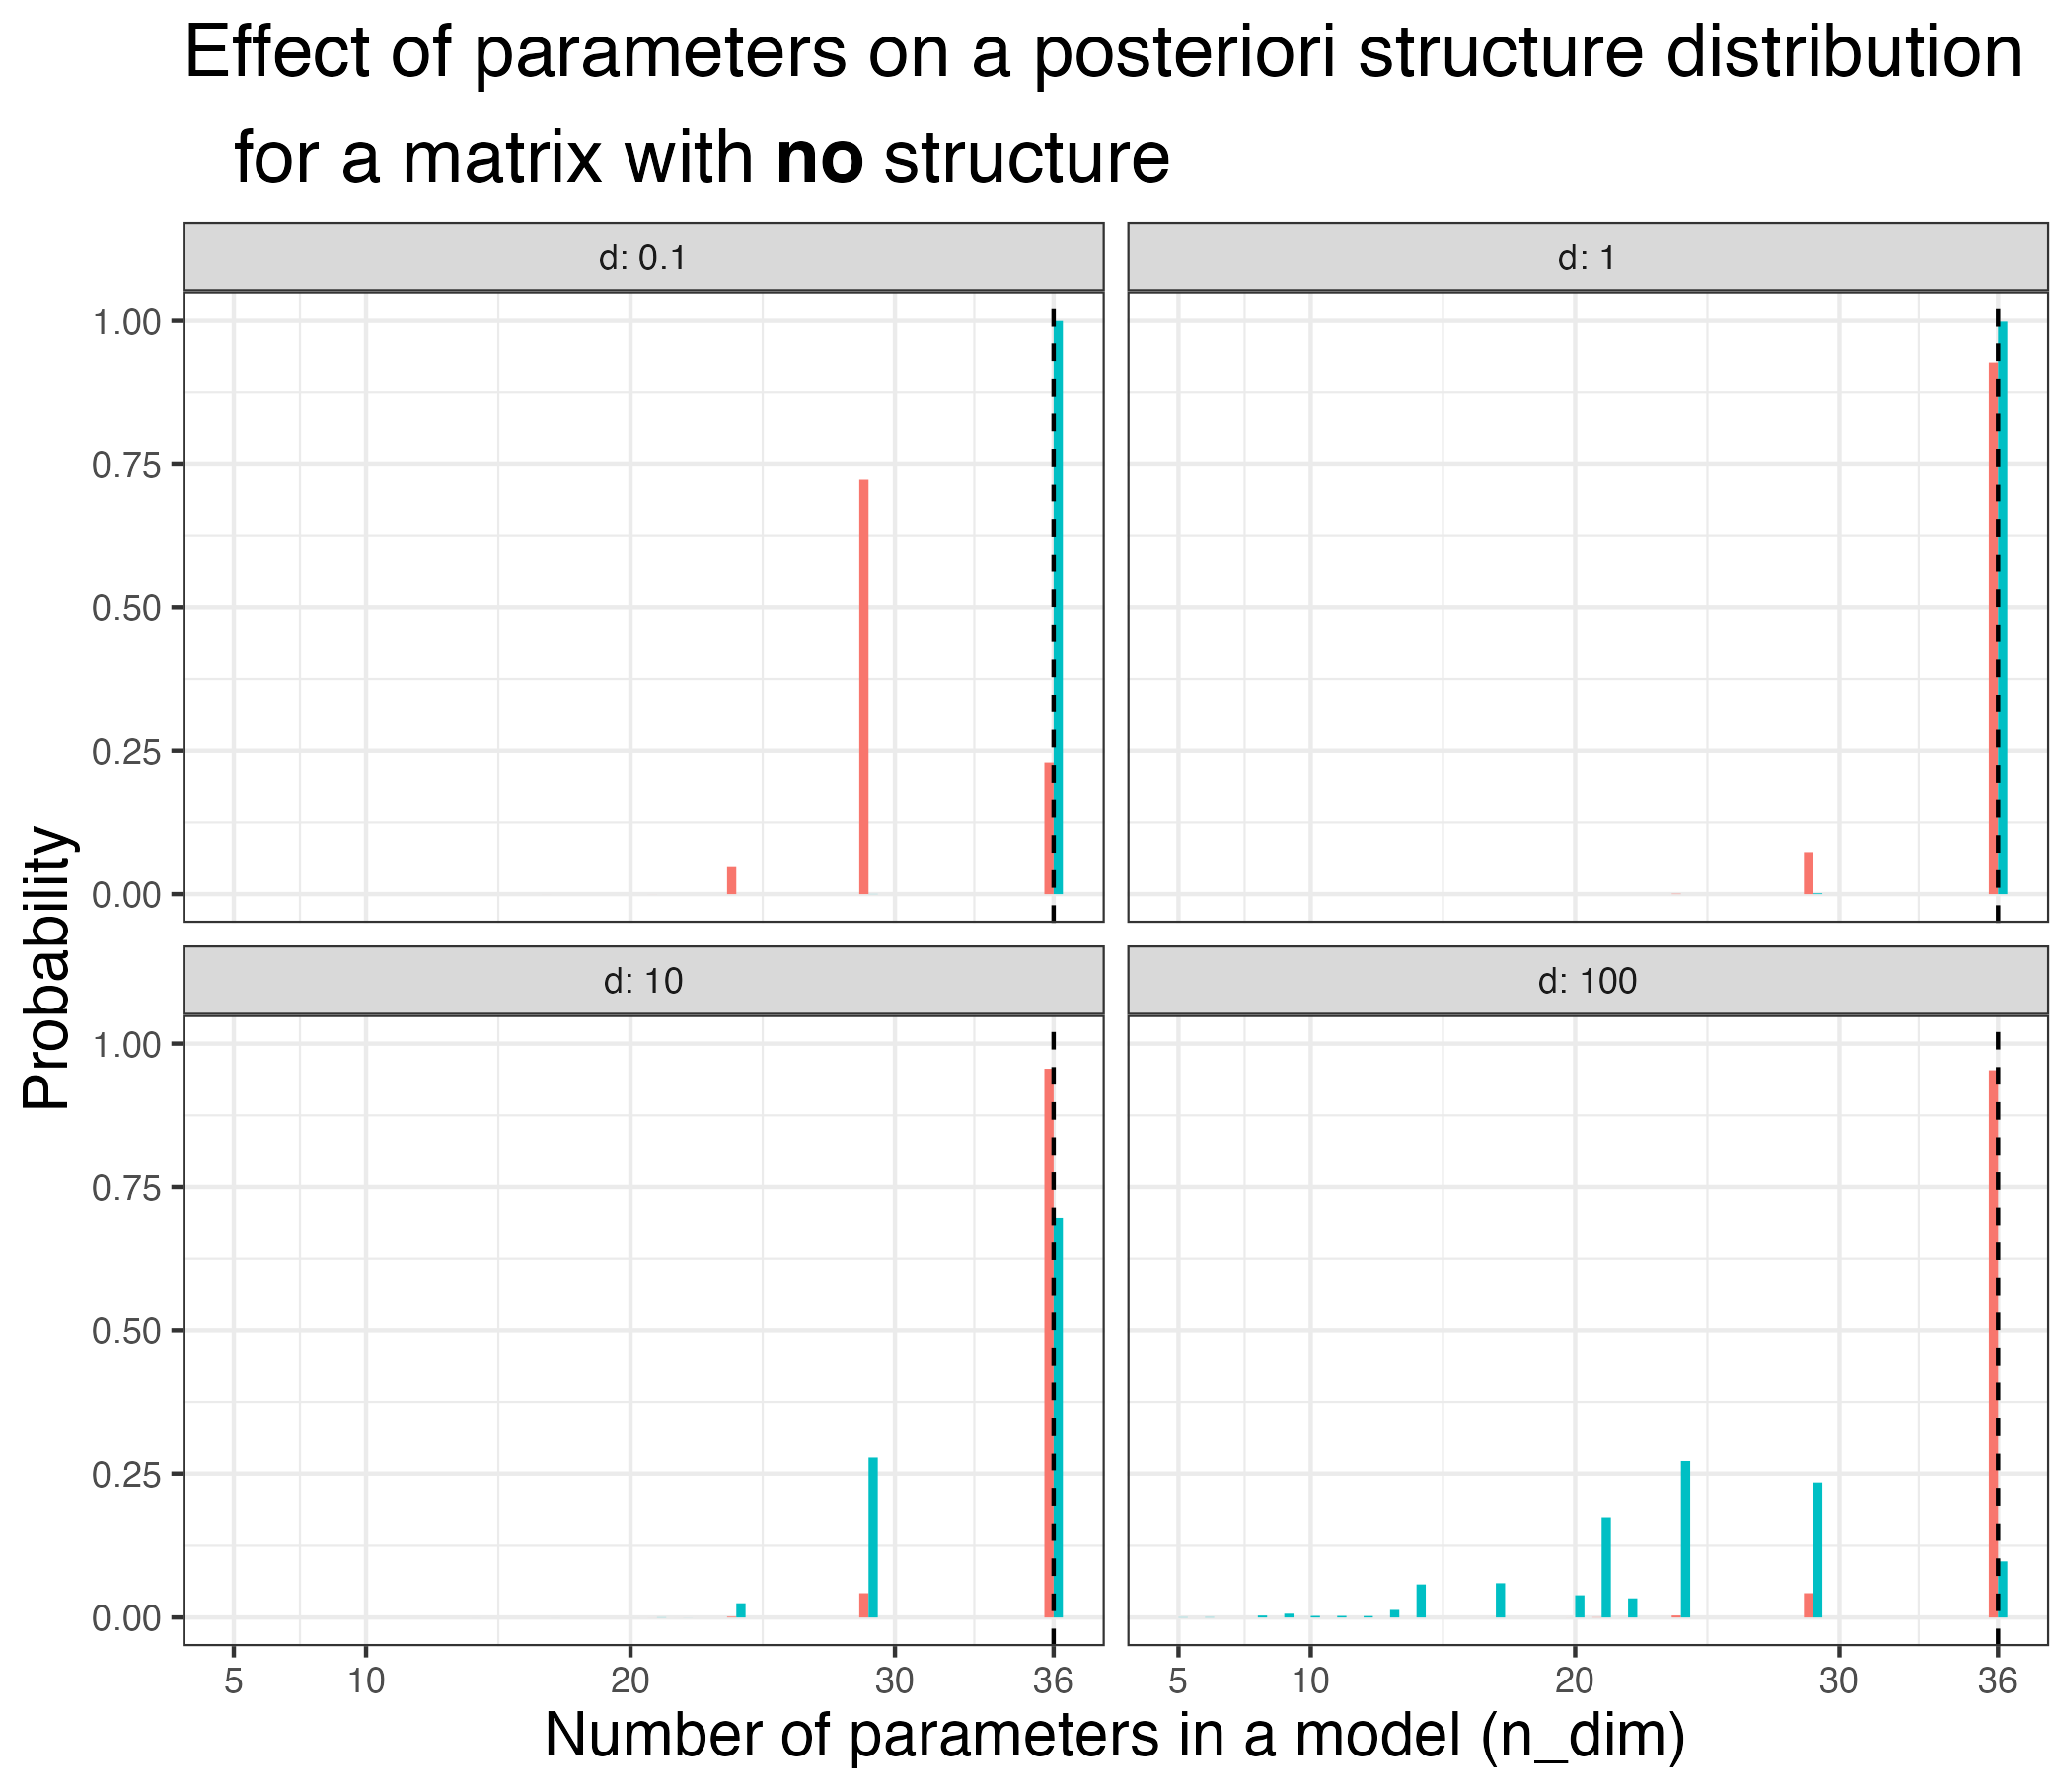 Effect of parameters on a posteriori structure distribution
for a matrix with no structure
d: 0.1
d: 1
1.00
0.75
0.50
0.25
0.00
d: 10
d: 100
1.00
0.75
0.50
0.25
0.00
Probability
5 10 20 30 36
5 10 20 30 36
Number of parameters in a model (n_dim)